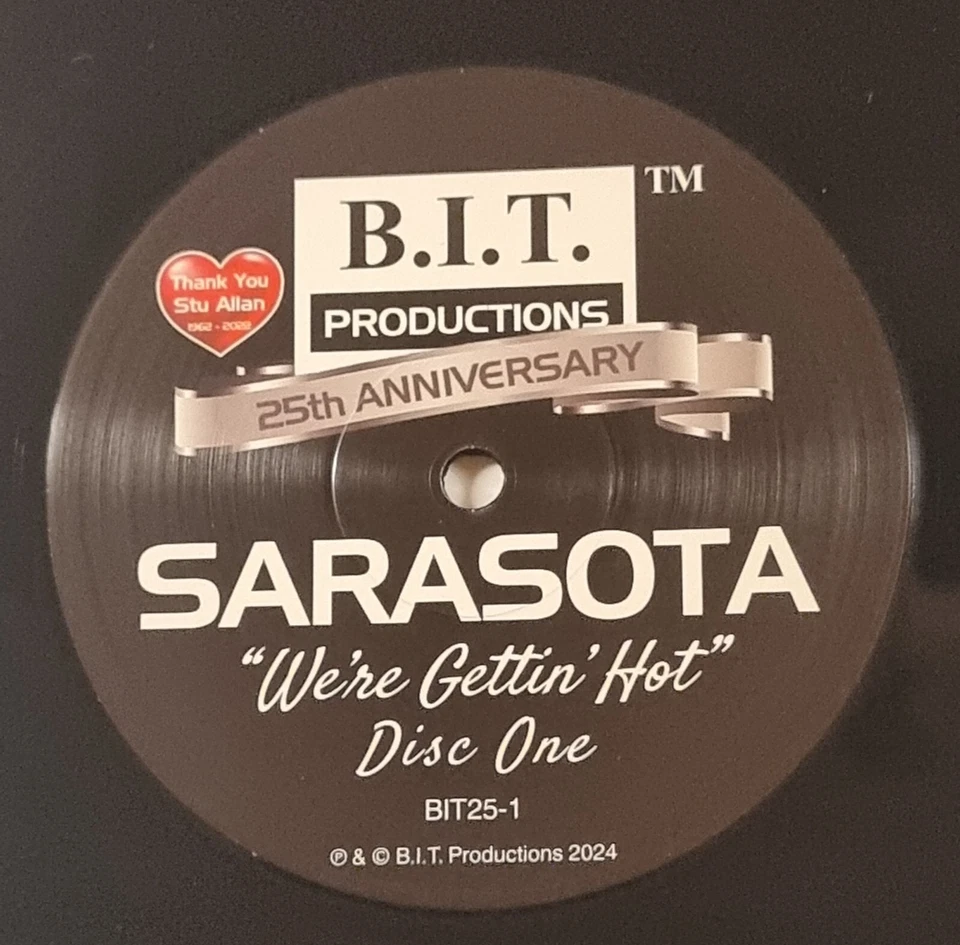 B.I.T. TM
PRODUCTIONS
Thank You
Stu Allan
1962 - 2022
25th ANNIVERSARY
SARASOTA
“We're Gettin' Hot”
Disc One
BIT25-1
℗ & © B.I.T. Productions 2024